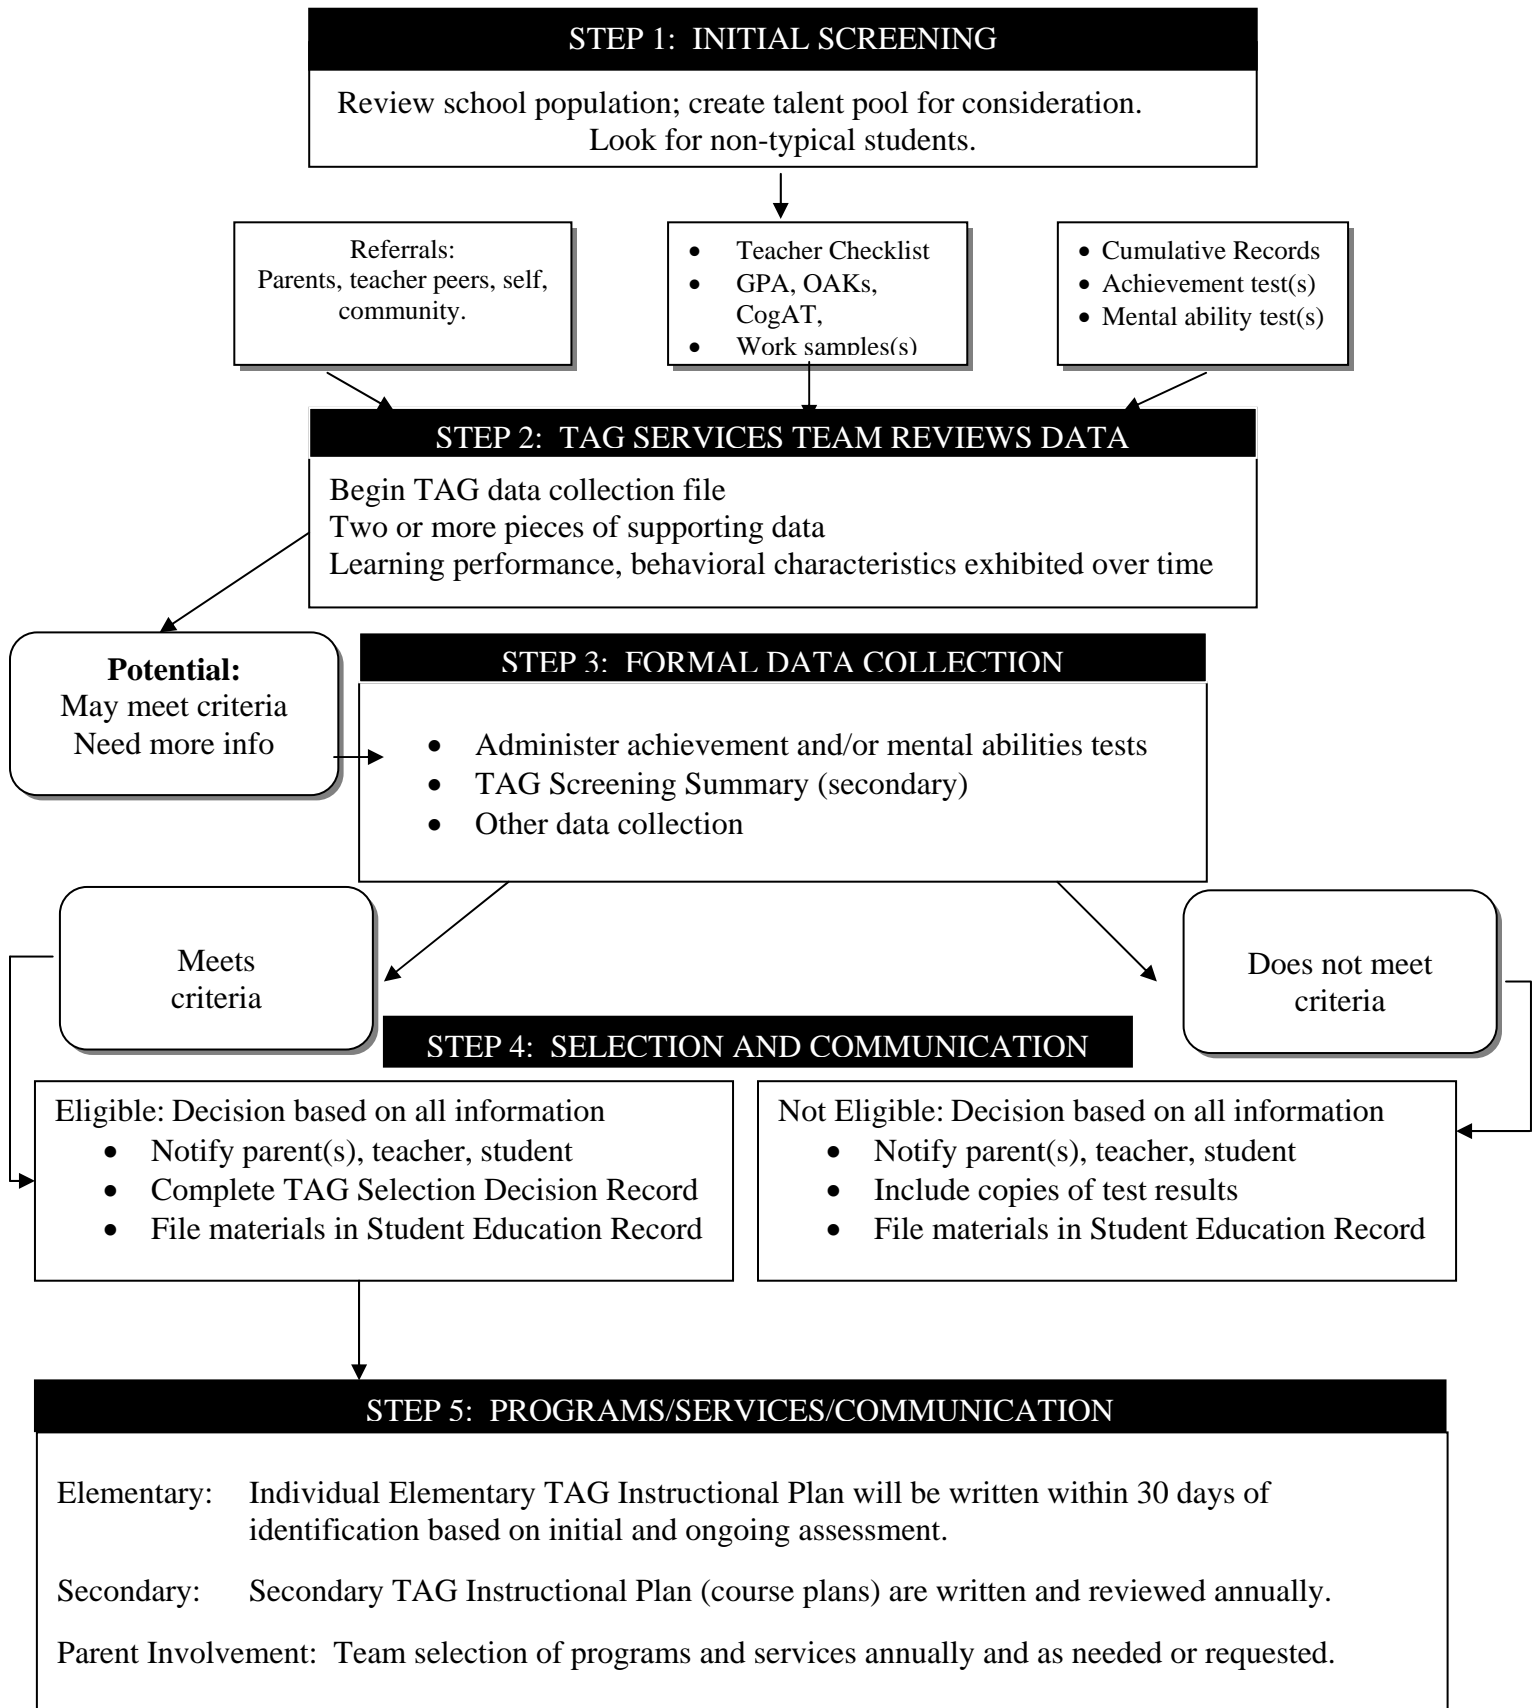 STEP 1: INITIAL SCREENING
Review school population; create talent pool for consideration.
Look for non-typical students.
Referrals:
Parents, teacher peers, self,
community.
• Teacher Checklist
• GPA, OAKs,
CogAT,
• Work samples(s)
• Cumulative Records
• Achievement test(s)
• Mental ability test(s)
STEP 2: TAG SERVICES TEAM REVIEWS DATA
Begin TAG data collection file
Two or more pieces of supporting data
Learning performance, behavioral characteristics exhibited over time
Potential:
May meet criteria
Need more info
STEP 3: FORMAL DATA COLLECTION
• Administer achievement and/or mental abilities tests
• TAG Screening Summary (secondary)
• Other data collection
Meets
criteria
Does not meet
criteria
STEP 4: SELECTION AND COMMUNICATION
Eligible: Decision based on all information
• Notify parent(s), teacher, student
• Complete TAG Selection Decision Record
• File materials in Student Education Record
Not Eligible: Decision based on all information
• Notify parent(s), teacher, student
• Include copies of test results
• File materials in Student Education Record
STEP 5: PROGRAMS/SERVICES/COMMUNICATION
Elementary: Individual Elementary TAG Instructional Plan will be written within 30 days of
identification based on initial and ongoing assessment.
Secondary: Secondary TAG Instructional Plan (course plans) are written and reviewed annually.
Parent Involvement: Team selection of programs and services annually and as needed or requested.